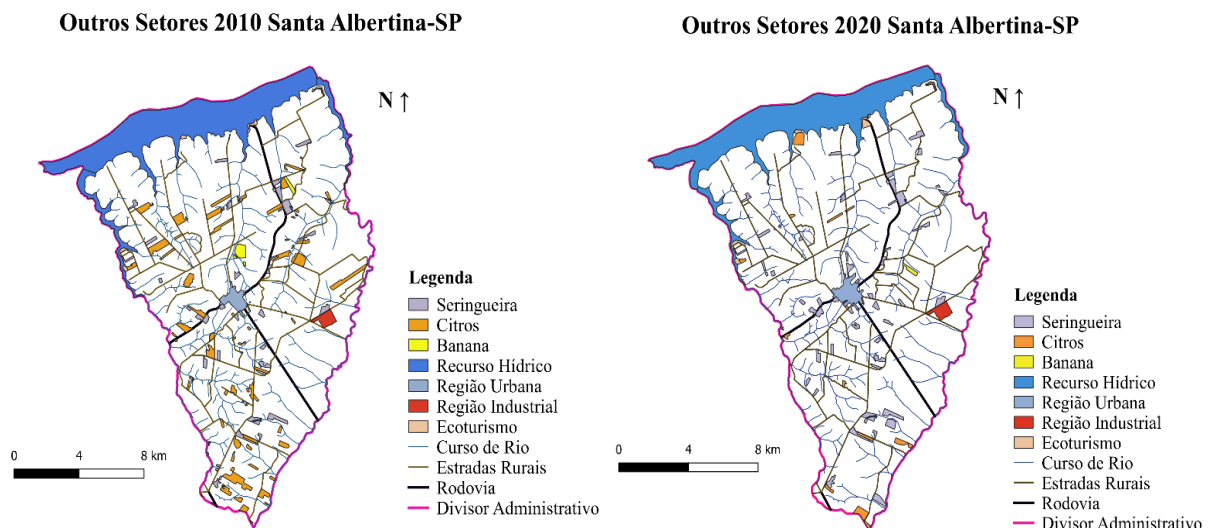 Outros Setores 2010 Santa Albertina-SP
N ↑
Legenda
Seringueira
Citros
Banana
Recurso Hídrico
Região Urbana
Região Industrial
Ecoturismo
Curso de Rio
Estradas Rurais
Rodovia
Divisor Administrativo
0 4 8 km
Outros Setores 2020 Santa Albertina-SP
N ↑
Legenda
Seringueira
Citros
Banana
Recurso Hídrico
Região Urbana
Região Industrial
Ecoturismo
Curso de Rio
Estradas Rurais
Rodovia
Divisor Administrativo
0 4 8 km